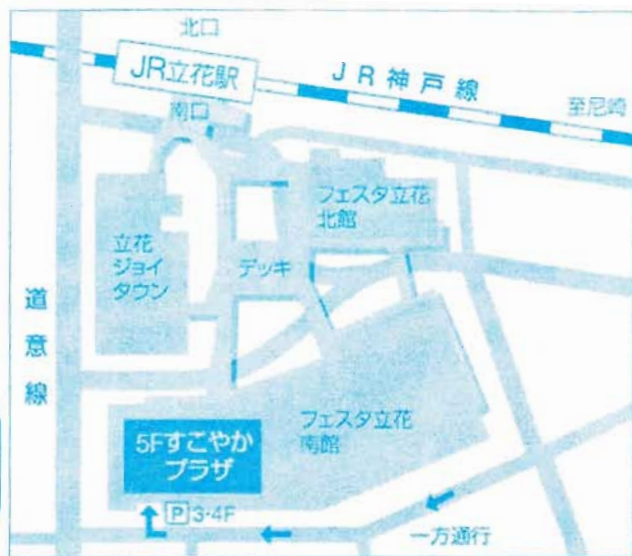 北口
JR立花駅
JR神戸線
至尼崎
南口
フェスタ立花
北館
立花
ジョイ
タウン
デッキ
道意線
フェスタ立花
南館
5Fすこやか
プラザ
P 3・4F
一方通行